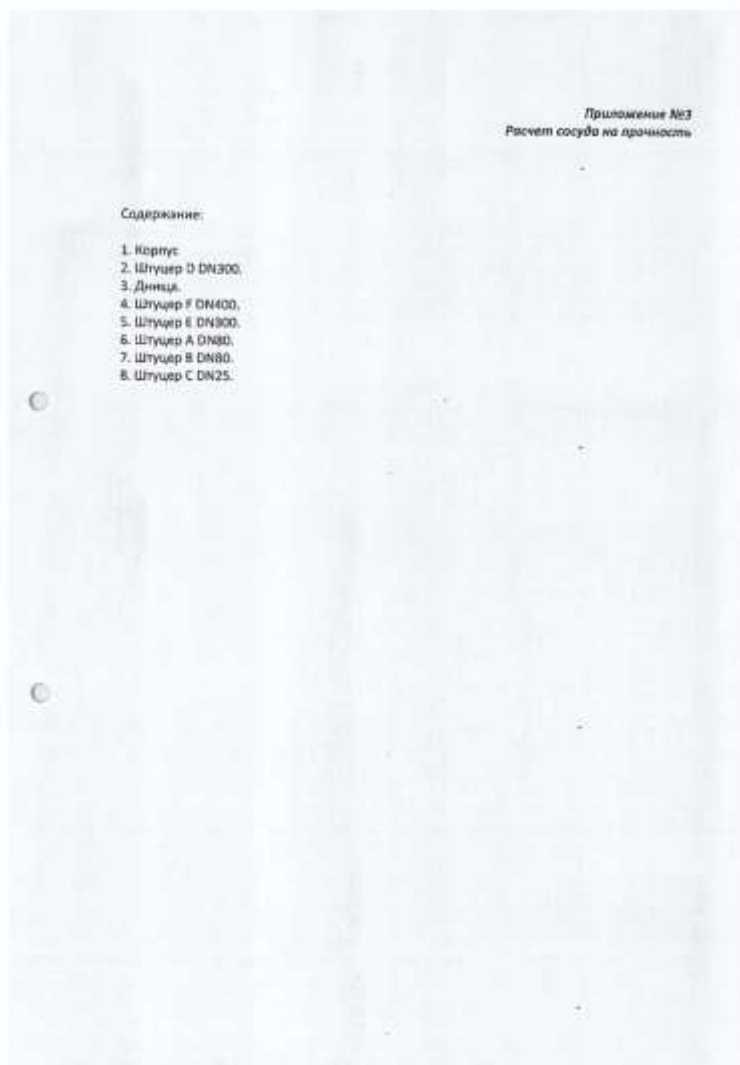 Приложение №3
Расчет сосуда на прочность
Содержание:
1. Корпус
2. Штуцер D DN300.
3. Днища.
4. Штуцер F DN400.
5. Штуцер E DN300.
6. Штуцер A DN80.
7. Штуцер B DN80.
8. Штуцер C DN25.